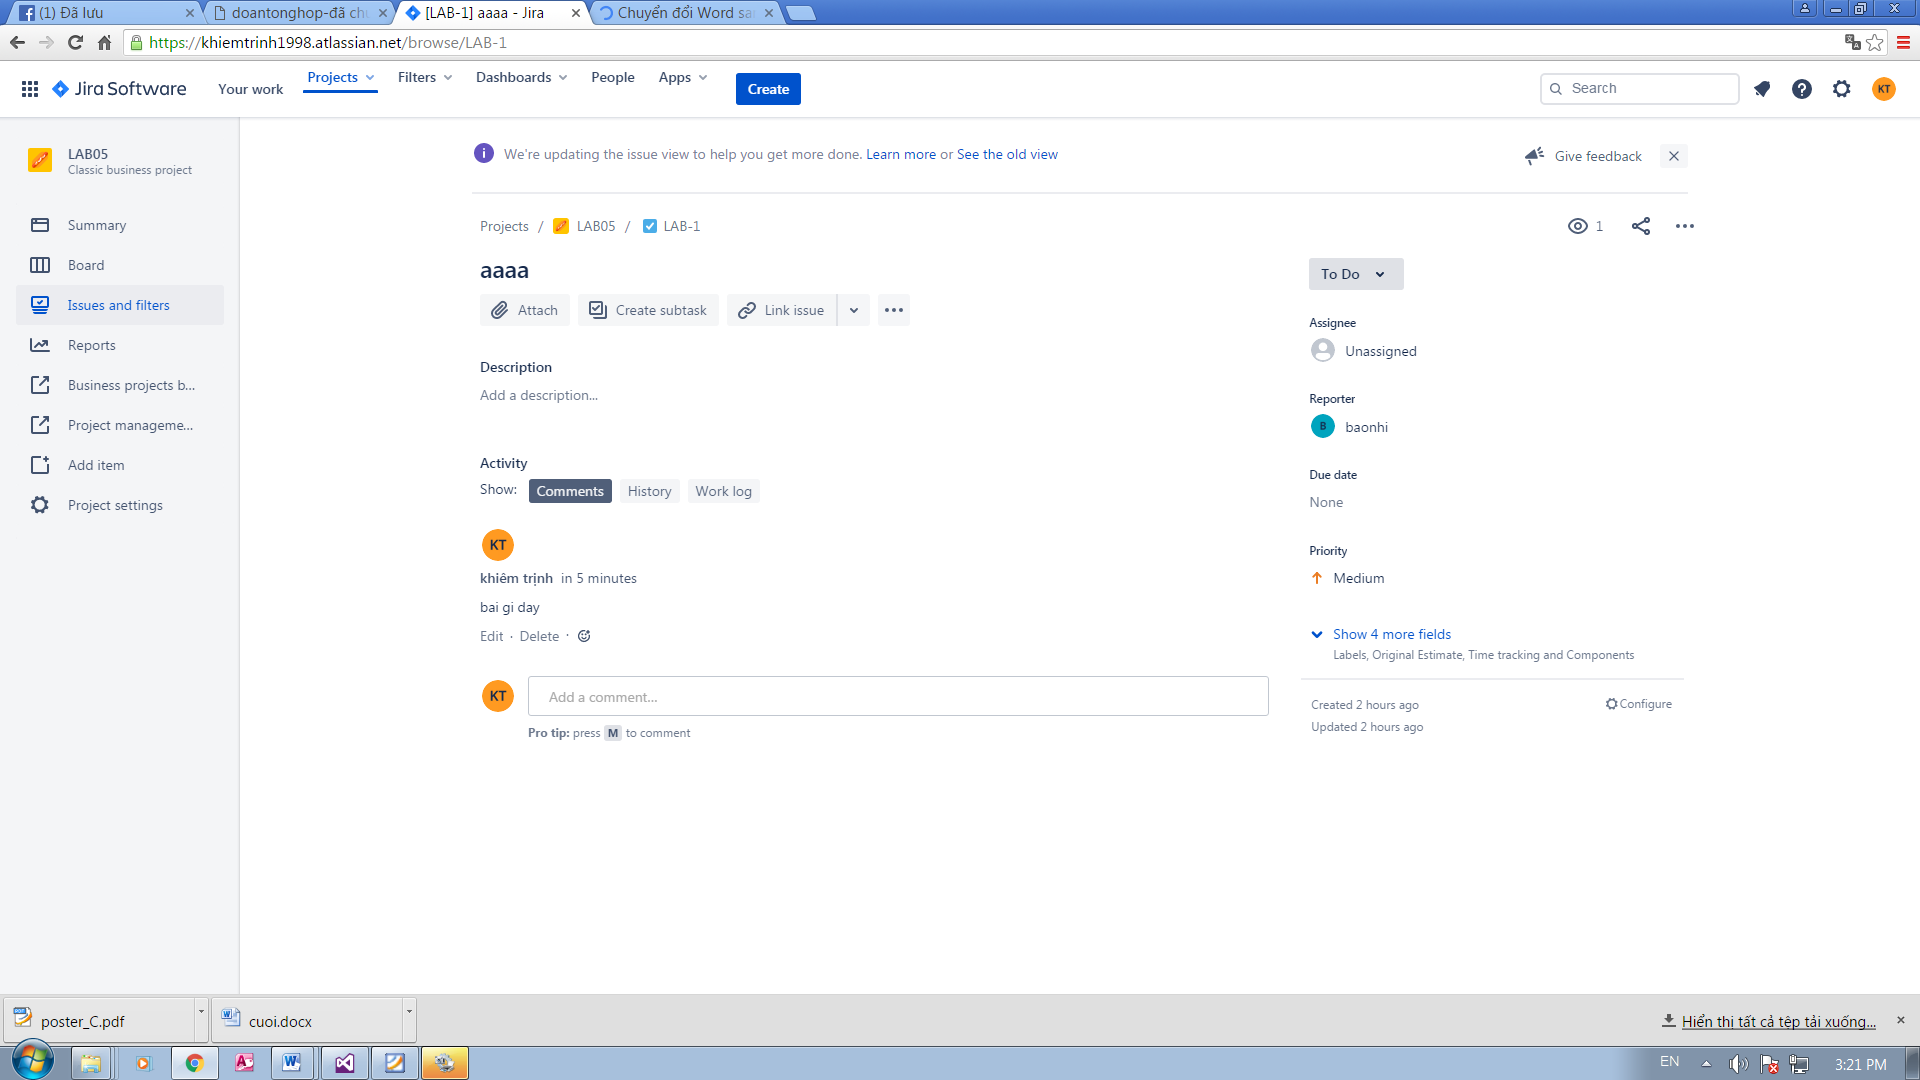 (1) Đã lưu
doantonghop-đã ch
[LAB-1] aaaa - Jira
Chuyển đổi Word sa
https://khiemtrinh1998.atlassian.net/browse/LAB-1
Jira Software
Your work
Projects
Filters
Dashboards
People
Apps
Create
Search
KT
LAB05
Classic business project
Summary
Board
Issues and filters
Reports
Business projects b...
Project manageme...
Add item
Project settings
We're updating the issue view to help you get more done. Learn more or See the old view
Give feedback
Projects / LAB05 / LAB-1
1
aaaa
Attach
Create subtask
Link issue
Description
Add a description...
Activity
Show: Comments History Work log
KT
khiêm trịnh in 5 minutes
bai gi day
Edit · Delete ·
KT
Add a comment...
Pro tip: press M to comment
To Do
Assignee
Unassigned
Reporter
B baonhi
Due date
None
Priority
Medium
Show 4 more fields
Labels, Original Estimate, Time tracking and Components
Created 2 hours ago
Configure
Updated 2 hours ago
poster_C.pdf
cuoi.docx
Hiển thị tất cả tệp tải xuống...
EN
3:21 PM